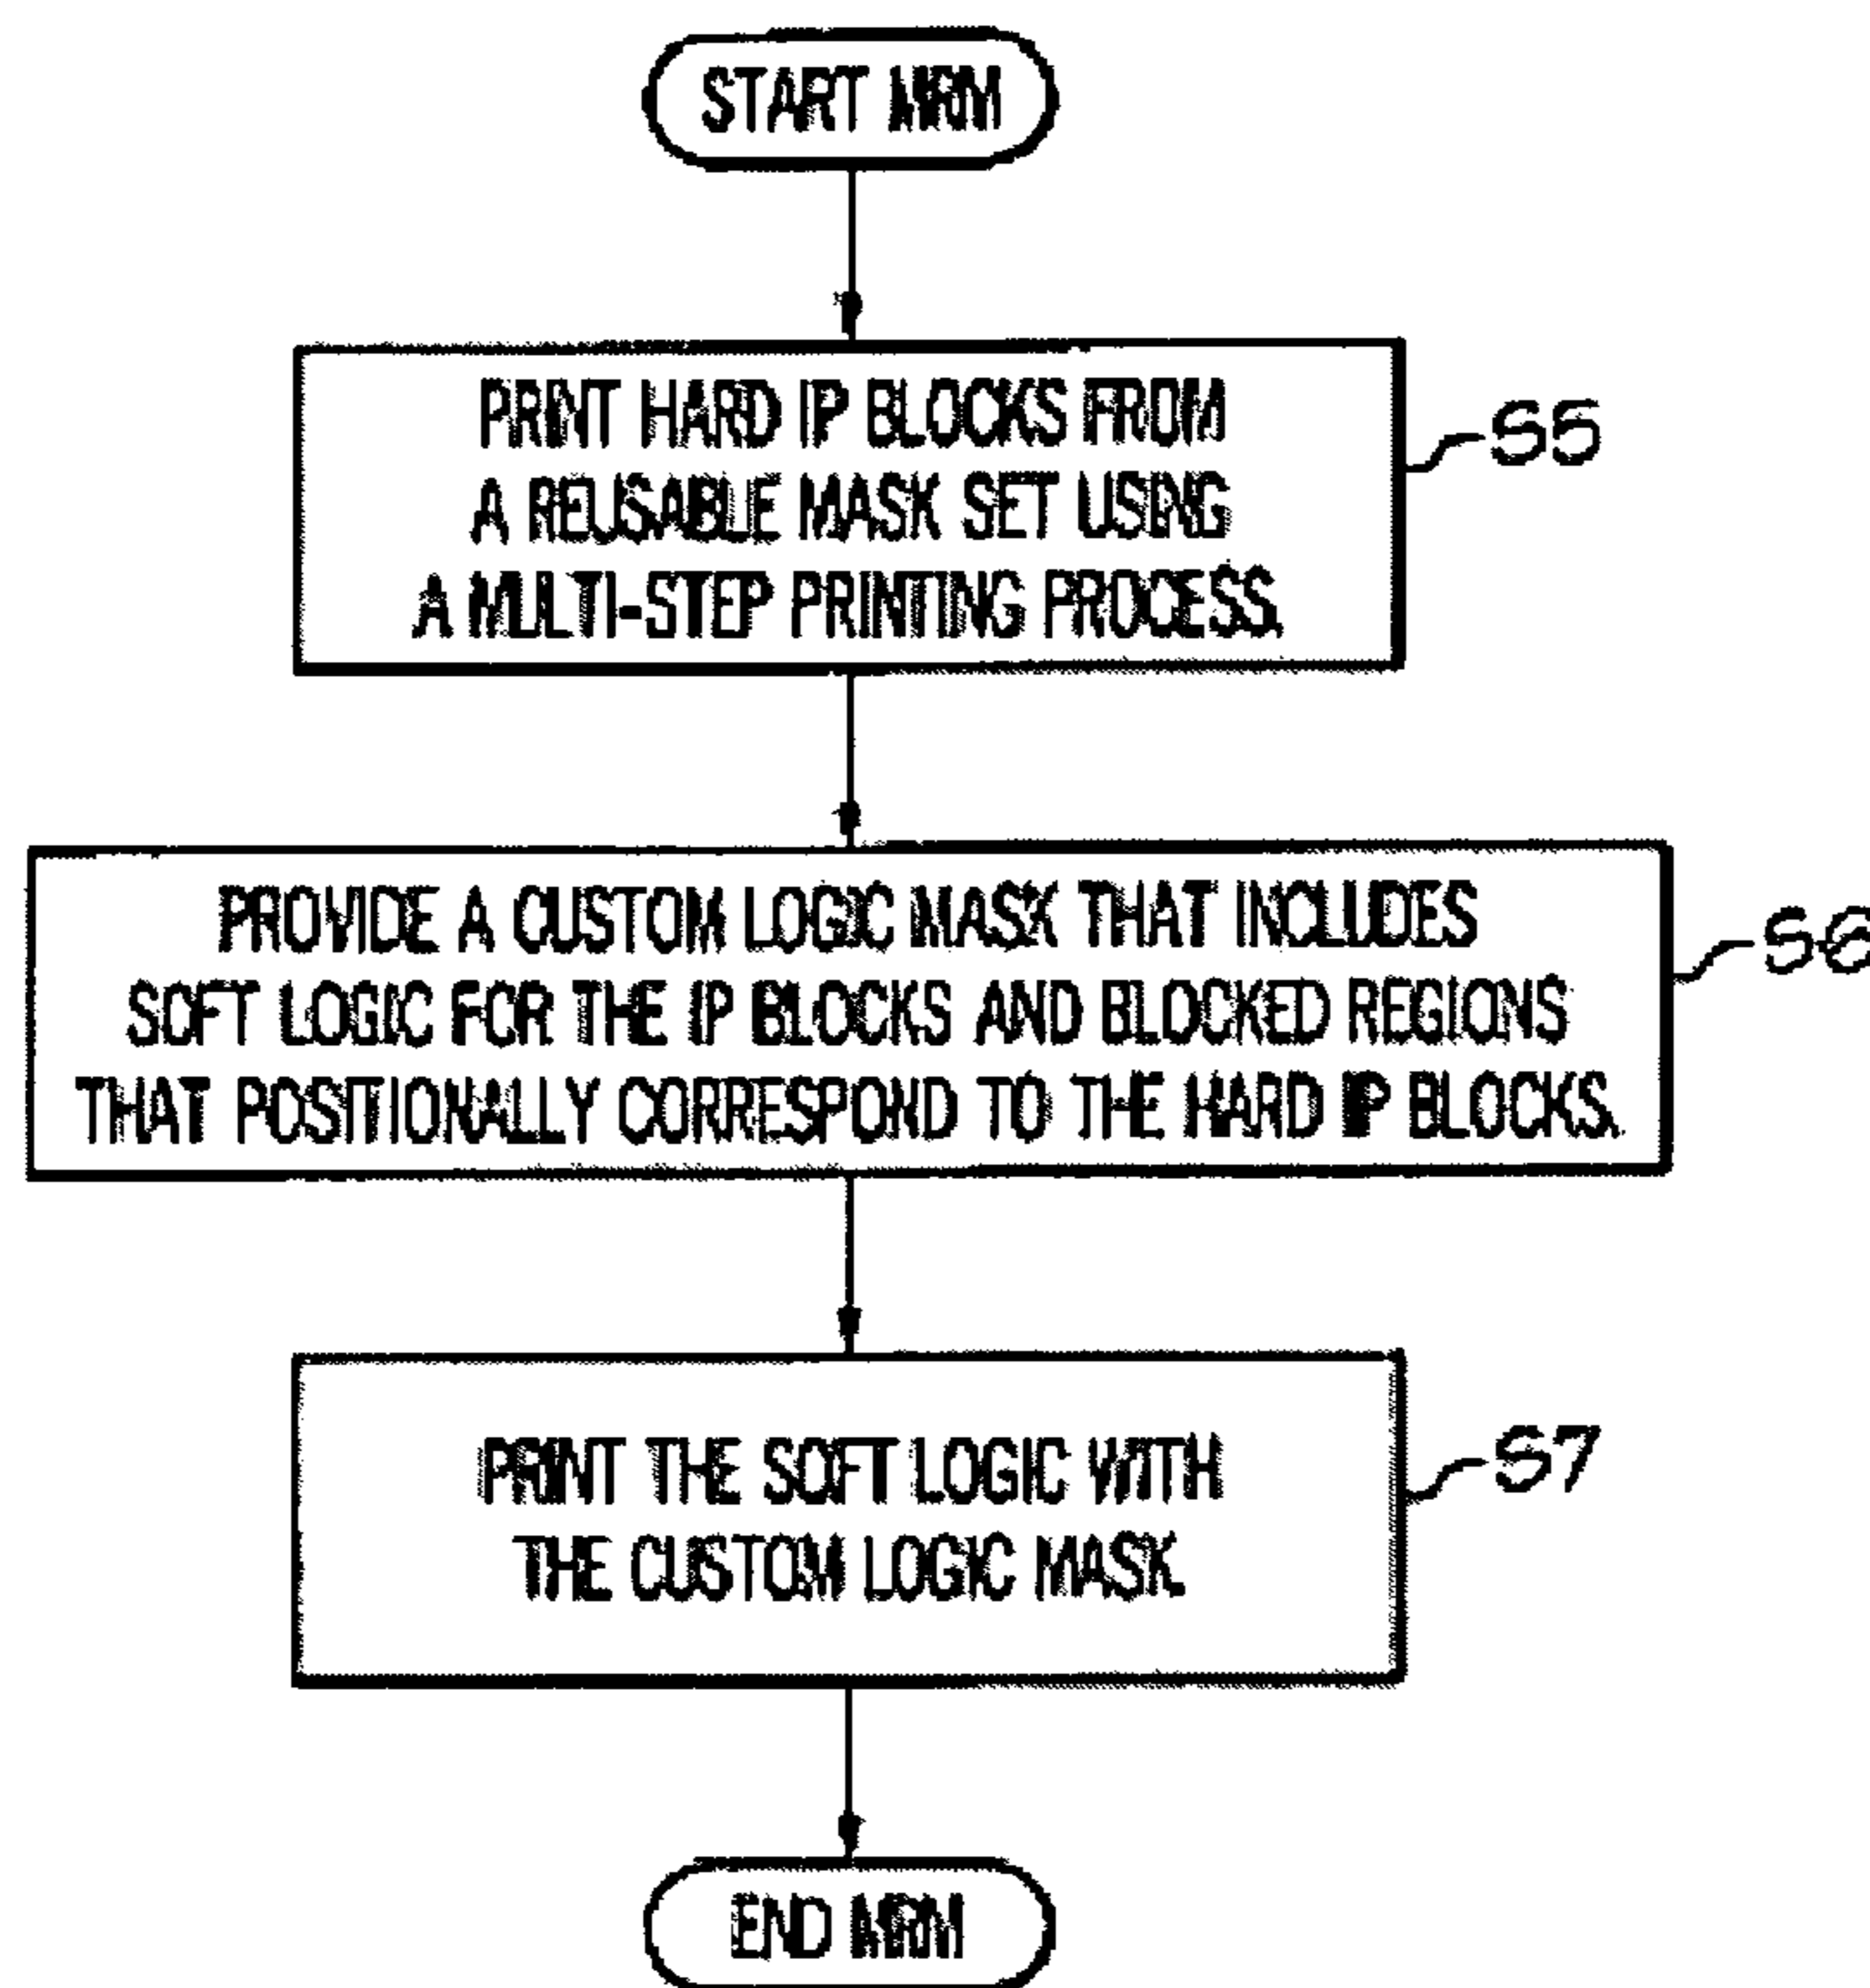 START MRM
PRINT HARD IP BLOCKS FROM
A REUSABLE MASK SET USING
A MULTI-STEP PRINTING PROCESS.
S5
PROVIDE A CUSTOM LOGIC MASK THAT INCLUDES
SOFT LOGIC FOR THE IP BLOCKS AND BLOCKED REGIONS
THAT POSITIONALLY CORRESPOND TO THE HARD IP BLOCKS.
S6
PRINT THE SOFT LOGIC WITH
THE CUSTOM LOGIC MASK.
S7
END MRM